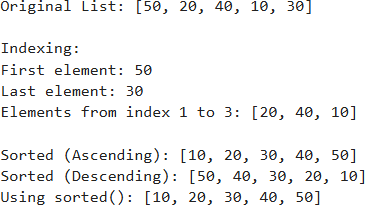 Original List: [50, 20, 40, 10, 30]
Indexing:
First element: 50
Last element: 30
Elements from index 1 to 3: [20, 40, 10]
Sorted (Ascending): [10, 20, 30, 40, 50]
Sorted (Descending): [50, 40, 30, 20, 10]
Using sorted(): [10, 20, 30, 40, 50]